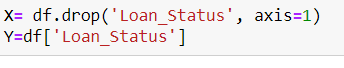 X= df.drop('Loan_Status', axis=1)
Y=df['Loan_Status']